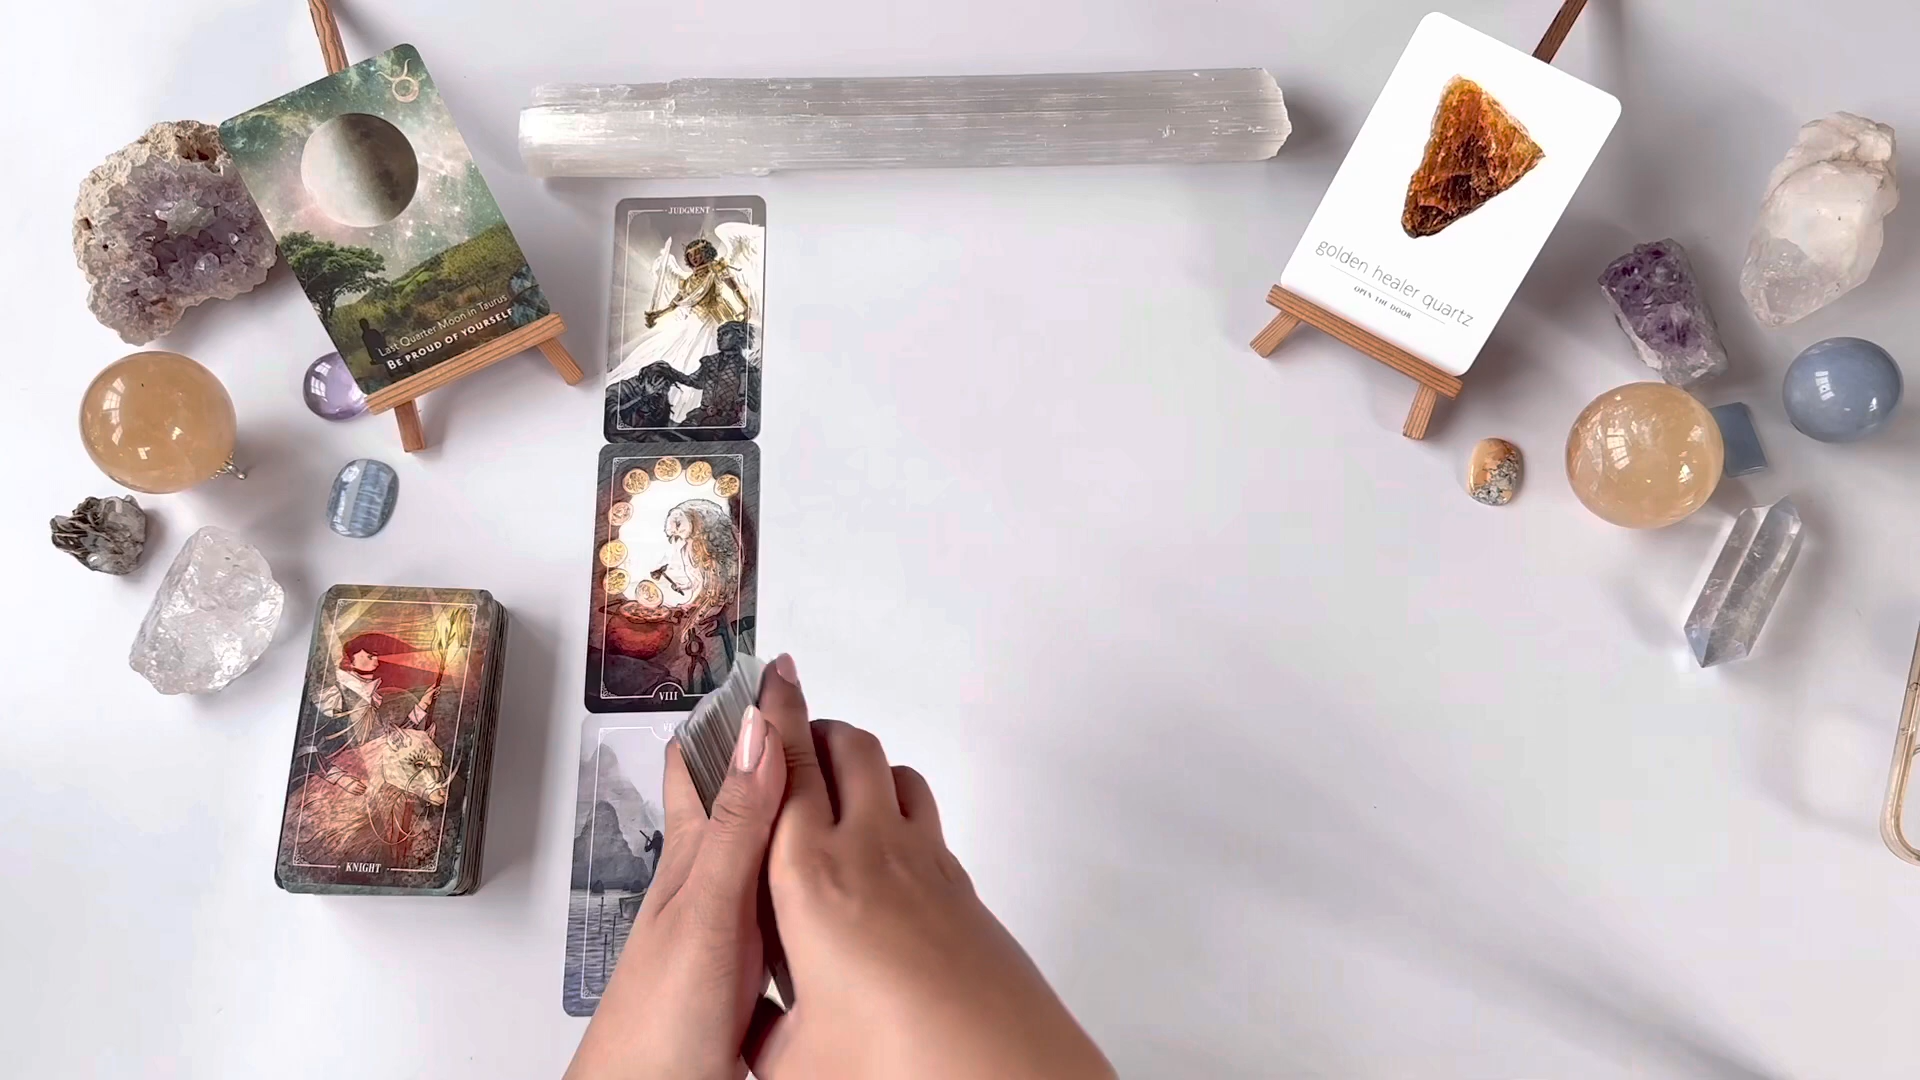 Last Quarter Moon in Taurus
BE PROUD OF YOURSELF
JUDGMENT
golden healer quartz
OPEN THE DOOR
VIII
KNIGHT